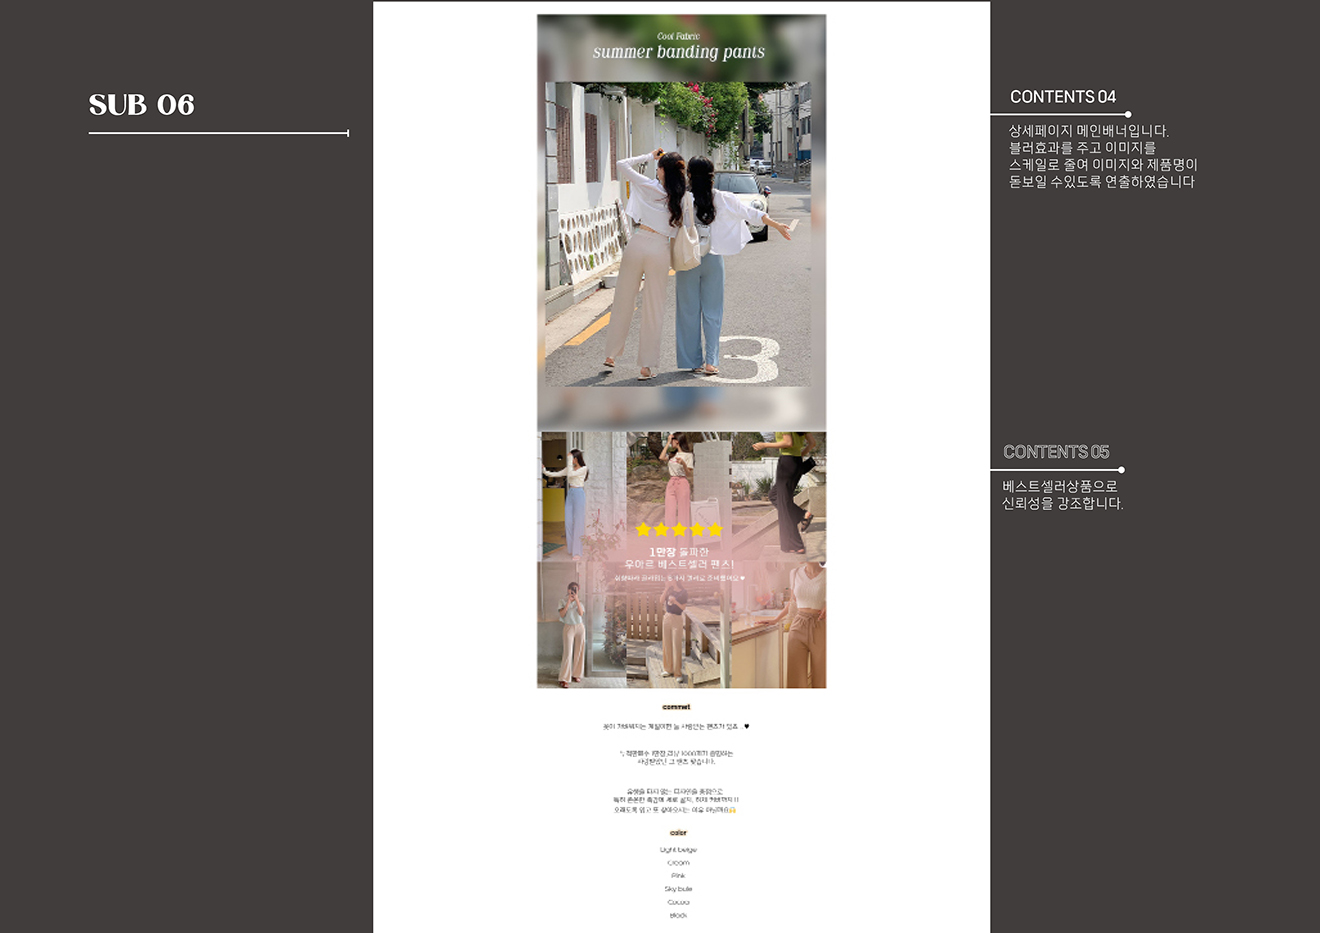 SUB 06
Cool Fabric
summer banding pants
3
1만장 돌파한
우아르 베스트셀러 팬츠!
commet
color
Light beige
Cream
Pink
Sky bule
Cocoa
Black
CONTENTS 04
상세페이지 메인배너입니다.
블러효과를 주고 이미지를
스케일로 줄여 이미지와 제품명이
돋보일 수있도록 연출하였습니다
CONTENTS 05
베스트셀러상품으로
신뢰성을 강조합니다.